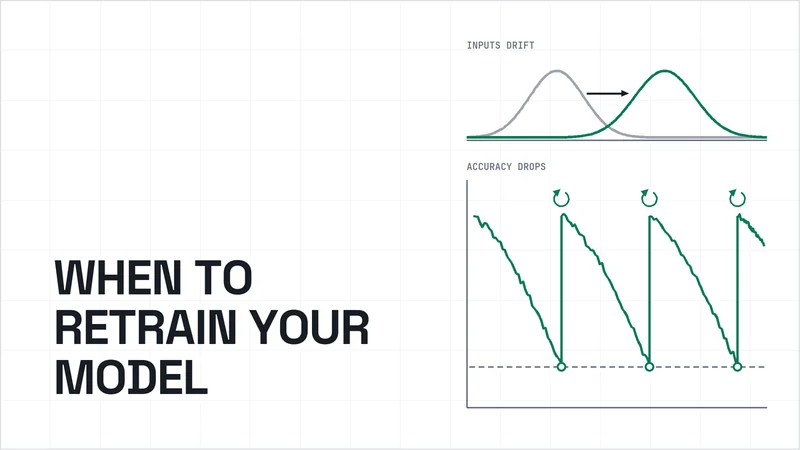 INPUTS DRIFT
ACCURACY DROPS
WHEN TO
RETRAIN YOUR
MODEL